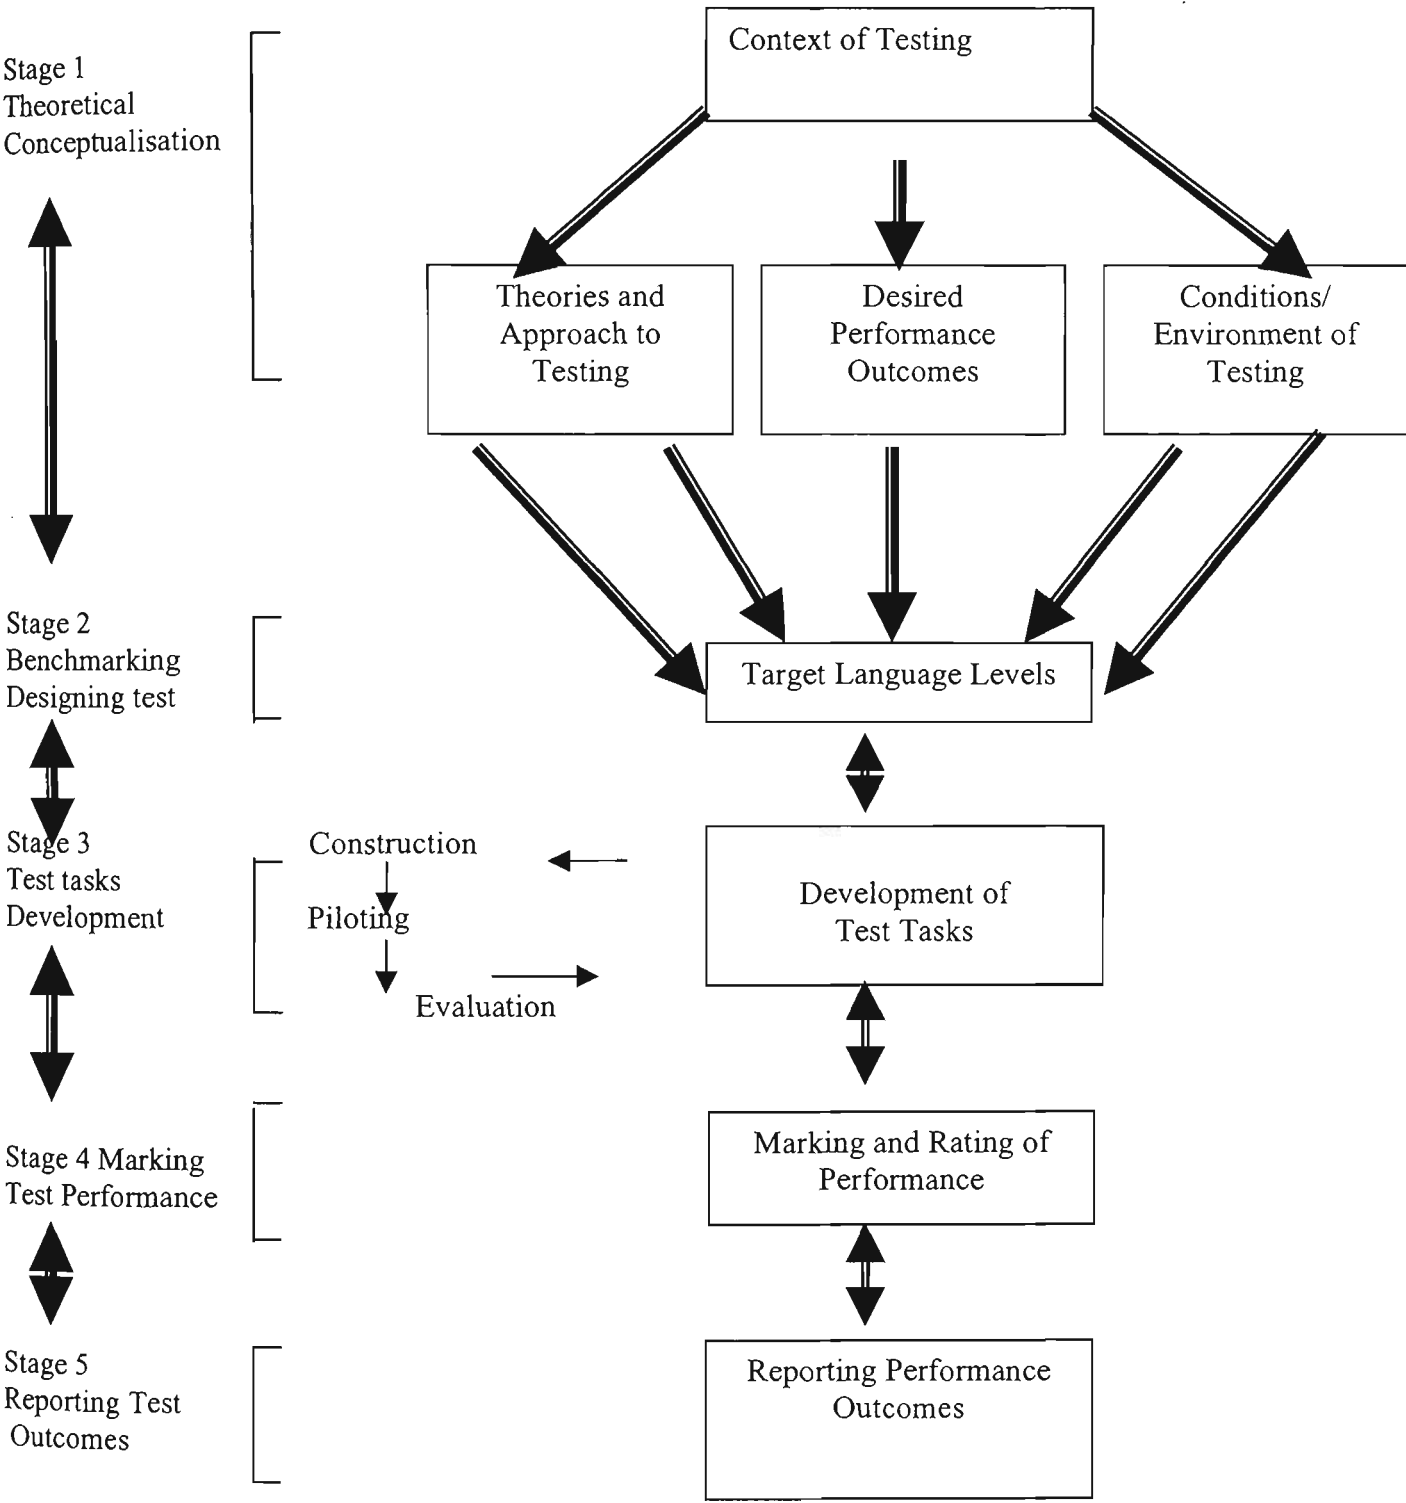 Context of Testing
Stage 1
Theoretical
Conceptualisation
Theories and
Approach to
Testing
Desired
Performance
Outcomes
Conditions/
Environment of
Testing
Stage 2
Benchmarking
Designing test
Target Language Levels
Stage 3
Test tasks
Development
Construction
Piloting
Evaluation
Development of
Test Tasks
Stage 4 Marking
Test Performance
Marking and Rating of
Performance
Stage 5
Reporting Test
Outcomes
Reporting Performance
Outcomes